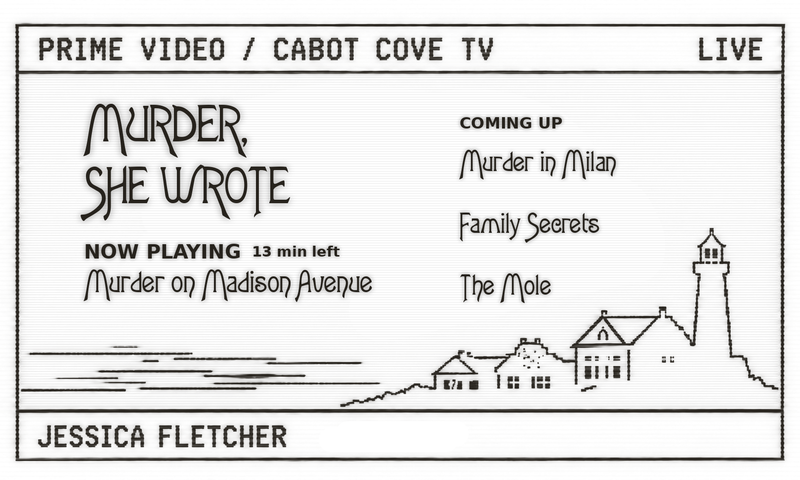 PRIME VIDEO / CABOT COVE TV
LIVE
MURDER,
SHE WROTE
NOW PLAYING 13 min left
Murder on Madison Avenue
COMING UP
Murder in Milan
Family Secrets
The Mole
JESSICA FLETCHER